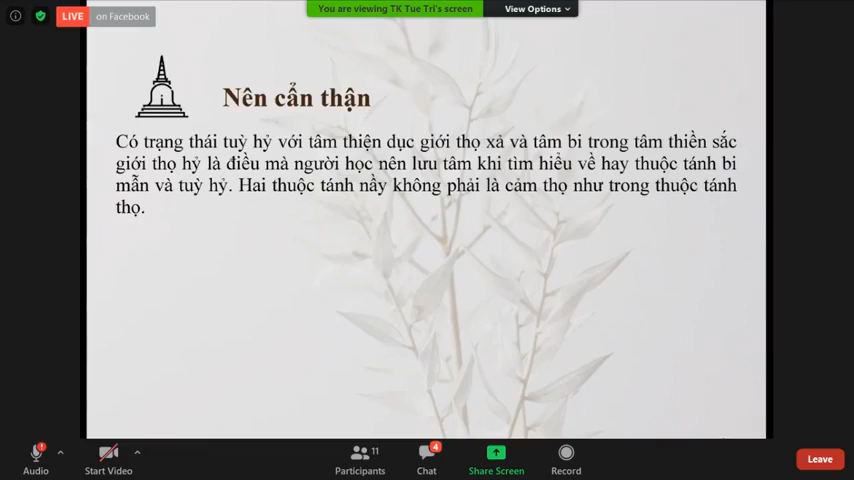 You are viewing TK Tue Tri's screen
View Options
LIVE on Facebook
Nên cẩn thận
Có trạng thái tuỳ hỷ với tâm thiện dục giới thọ xả và tâm bi trong tâm thiền sắc
giới thọ hỷ là điều mà người học nên lưu tâm khi tìm hiểu về hay thuộc tánh bi
mẫn và tuỳ hỷ. Hai thuộc tánh nầy không phải là cảm thọ như trong thuộc tánh
thọ.
11
4
Audio
Start Video
Participants
Chat
Share Screen
Record
Leave